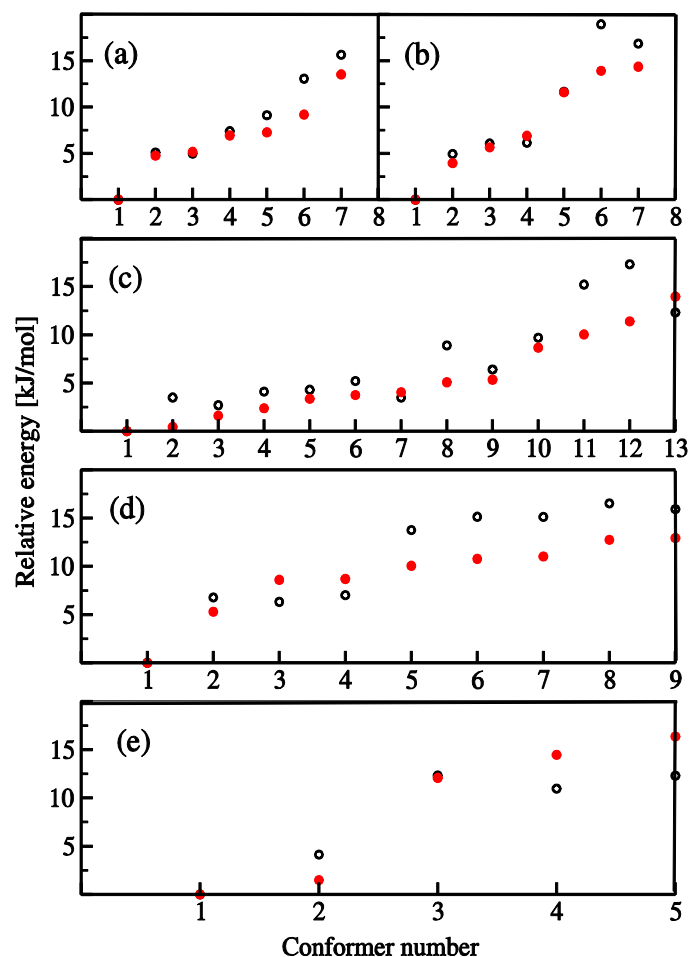 (a)
15
10
5
1 2 3 4 5 6 7 8
(b)
1 2 3 4 5 6 7 8
Relative energy [kJ/mol]
(c)
15
10
5
1 2 3 4 5 6 7 8 9 10 11 12 13
(d)
15
10
5
1 2 3 4 5 6 7 8 9
(e)
15
10
5
1 2 3 4 5
Conformer number